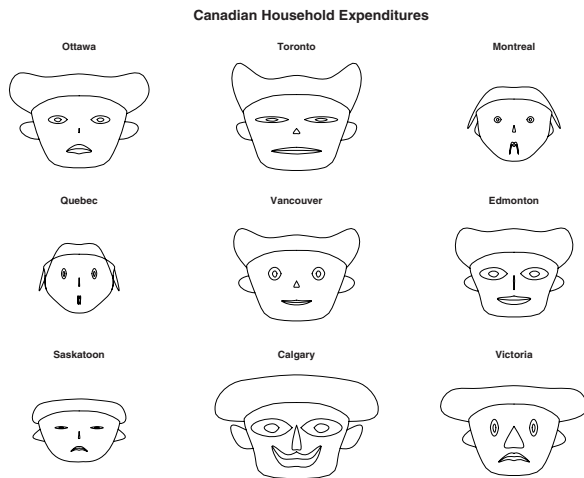 Canadian Household Expenditures
Ottawa
Toronto
Montreal
Quebec
Vancouver
Edmonton
Saskatoon
Calgary
Victoria